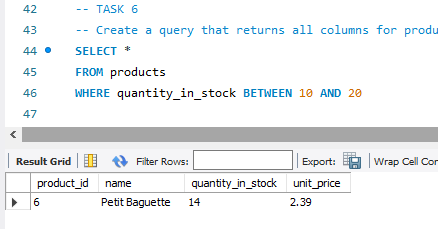 42 -- TASK 6
43 -- Create a query that returns all columns for produ
44 SELECT *
45 FROM products
46 WHERE quantity_in_stock BETWEEN 10 AND 20
47
Result Grid Filter Rows: Export: Wrap Cell Con
product_id name quantity_in_stock unit_price
6 Petit Baguette 14 2.39